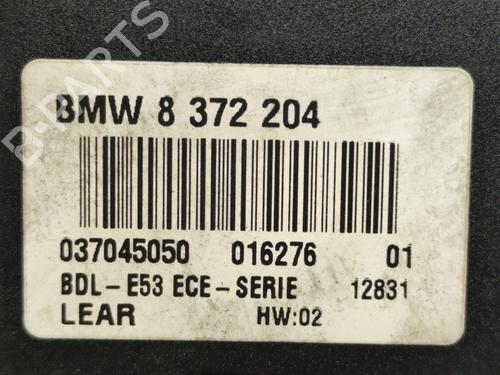 BMW 8 372 204
037045050 016276 01
BDL-E53 ECE-SERIE 12831
LEAR HW:02
B-PARTS